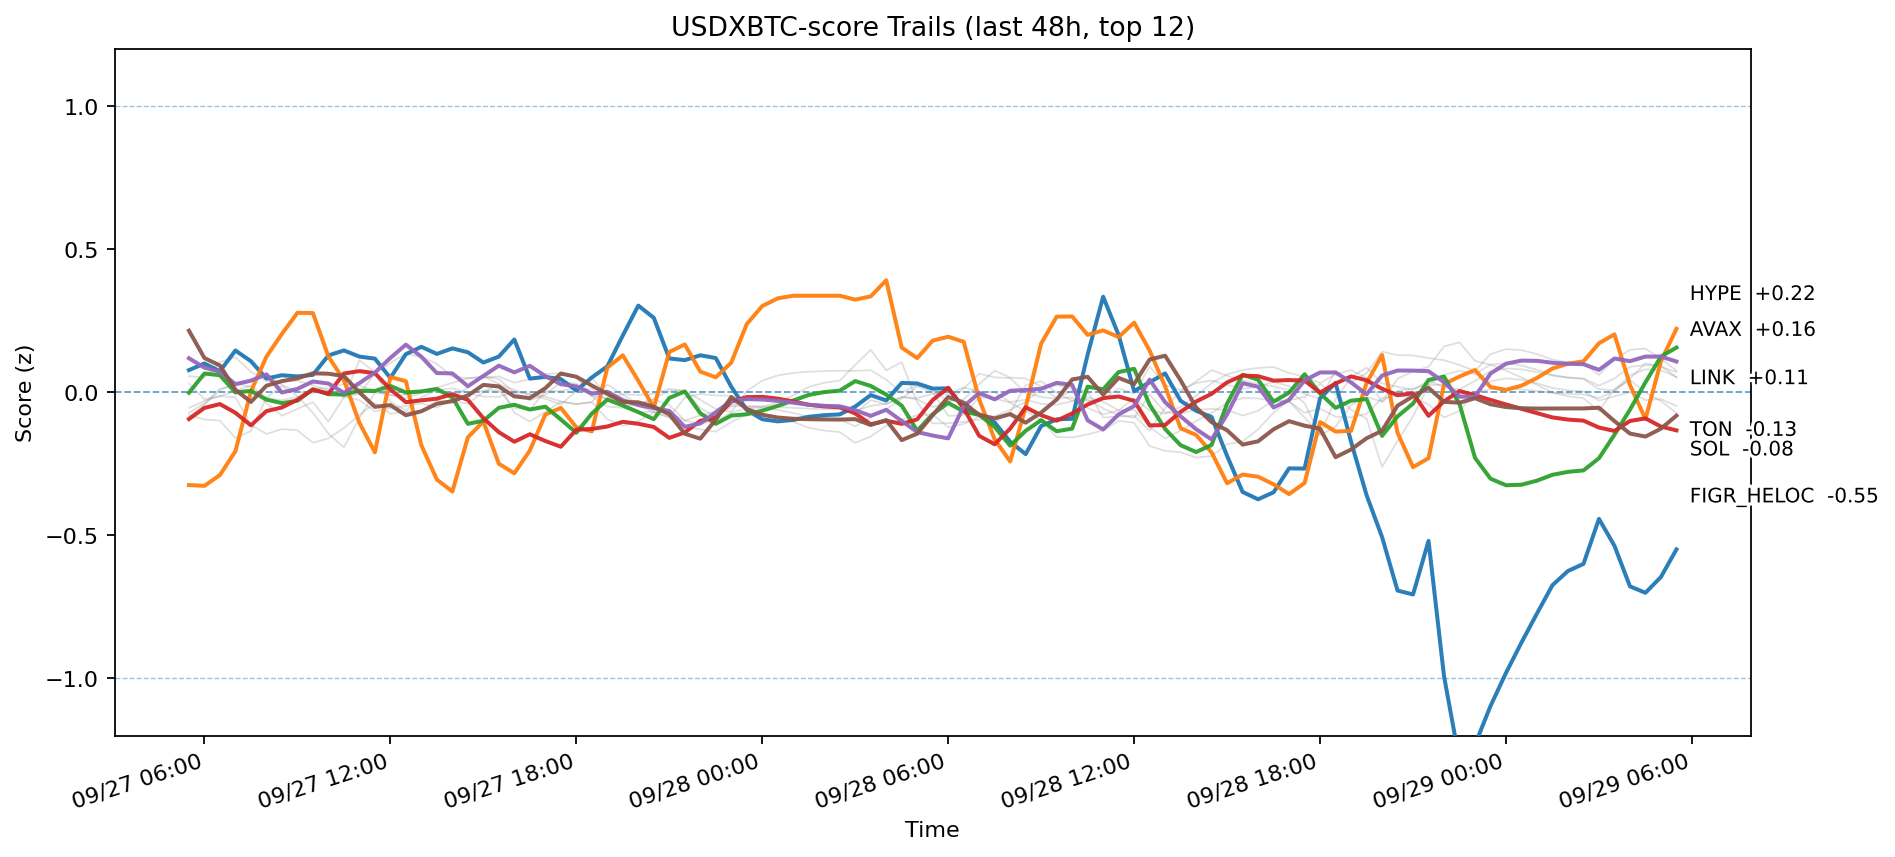 USDXBTC-score Trails (last 48h, top 12)
Score (z)
1.0
0.5
0.0
−0.5
−1.0
HYPE +0.22
AVAX +0.16
LINK +0.11
TON -0.13
SOL -0.08
FIGR_HELOC -0.55
09/27 06:00
09/27 12:00
09/27 18:00
09/28 00:00
09/28 06:00
09/28 12:00
09/28 18:00
09/29 00:00
09/29 06:00
Time